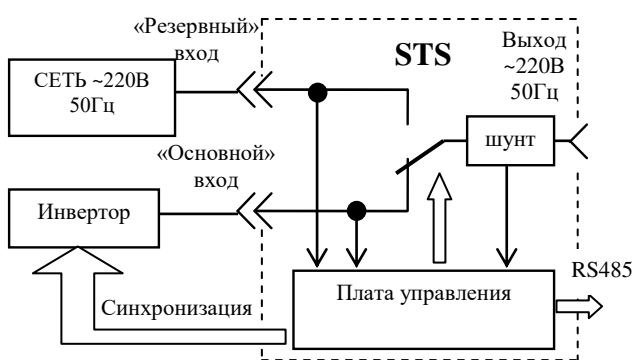 «Резервный»
вход
STS
Выход
~220В
50Гц
СЕТЬ ~220В
50Гц
шунт
«Основной»
вход
Инвертор
RS485
Плата управления
Синхронизация